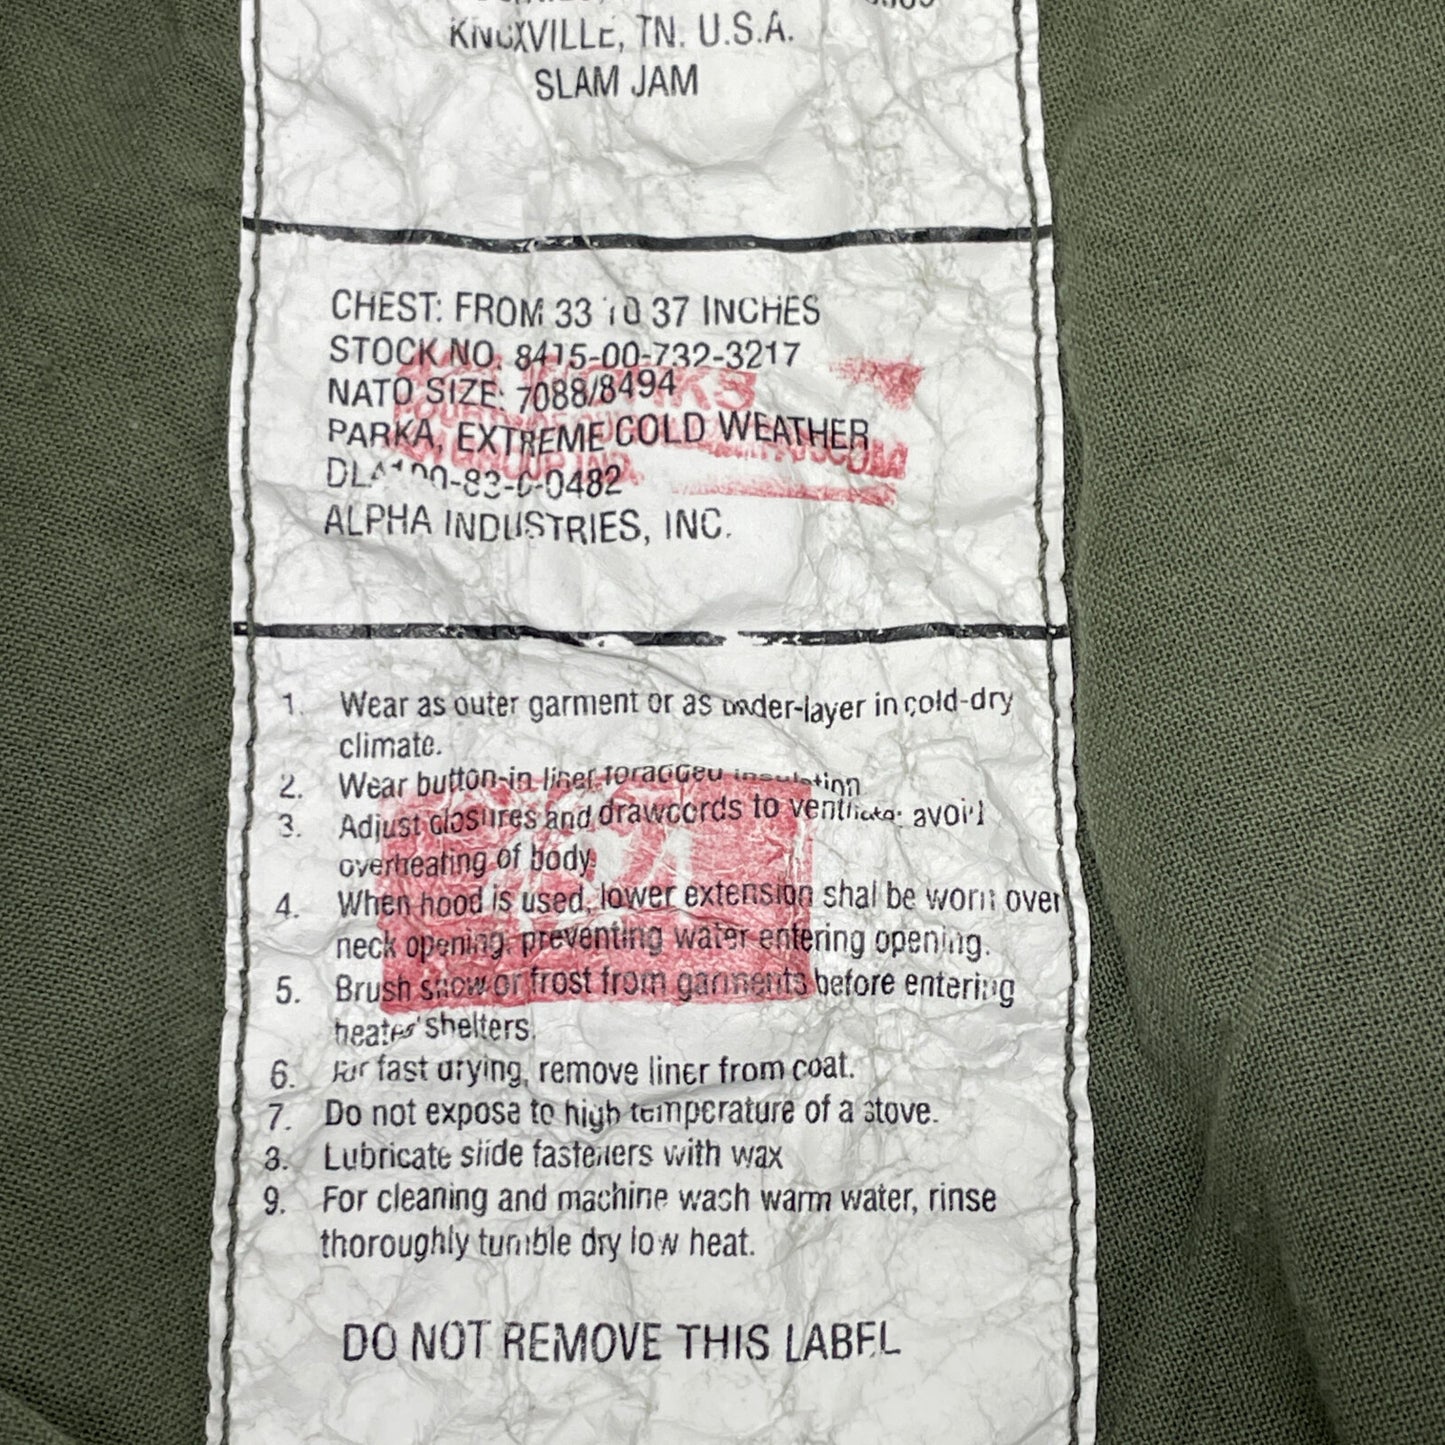 KNOXVILLE, TN. U.S.A.
SLAM JAM
CHEST: FROM 33 TO 37 INCHES
STOCK NO. 8415-00-732-3217
NATO SIZE: 7088/8494
PARKA, EXTREME COLD WEATHER
DLA100-83-C-0482
ALPHA INDUSTRIES, INC.
1. Wear as outer garment or as under-layer in cold-dry
climate.
2. Wear button-in liner insulation
3. Adjust closures and drawcords to ventilate: avoid
overheating of body.
4. When hood is used, lower extension shal be worn over
neck opening, preventing water entering opening.
5. Brush snow or frost from garments before entering
shelters.
6. For fast drying, remove liner from coat.
7. Do not expose to high temperature of a stove.
8. Lubricate slide fasteners with wax
9. For cleaning and machine wash warm water, rinse
thoroughly tumble dry low heat.
DO NOT REMOVE THIS LABEL